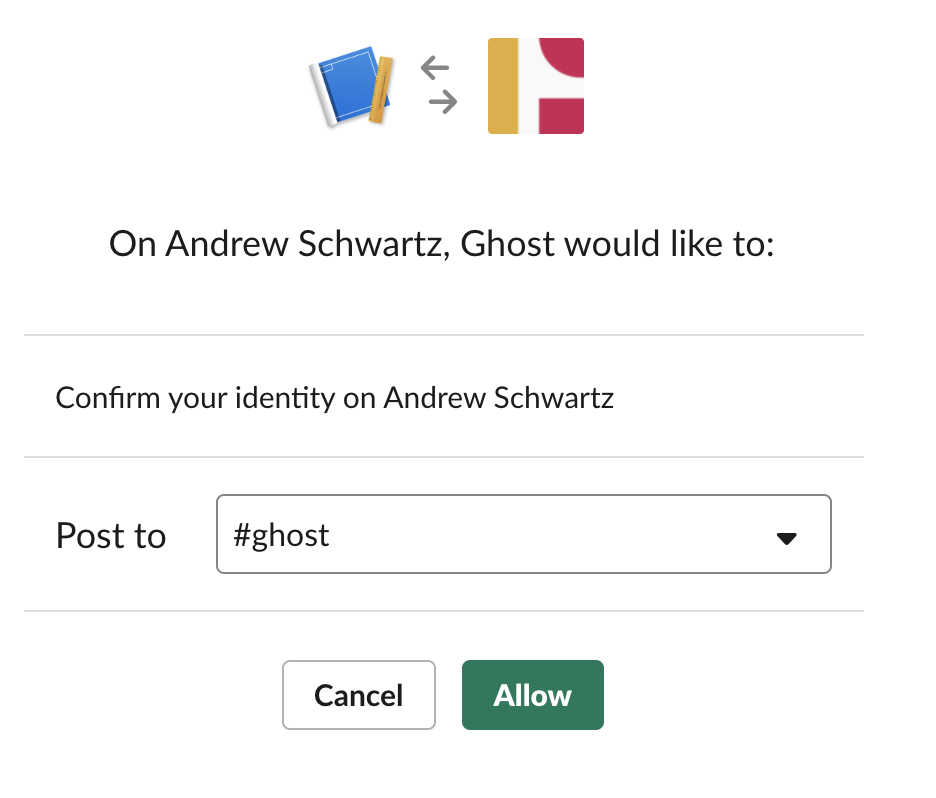 On Andrew Schwartz, Ghost would like to:
Confirm your identity on Andrew Schwartz
Post to #ghost
Cancel Allow